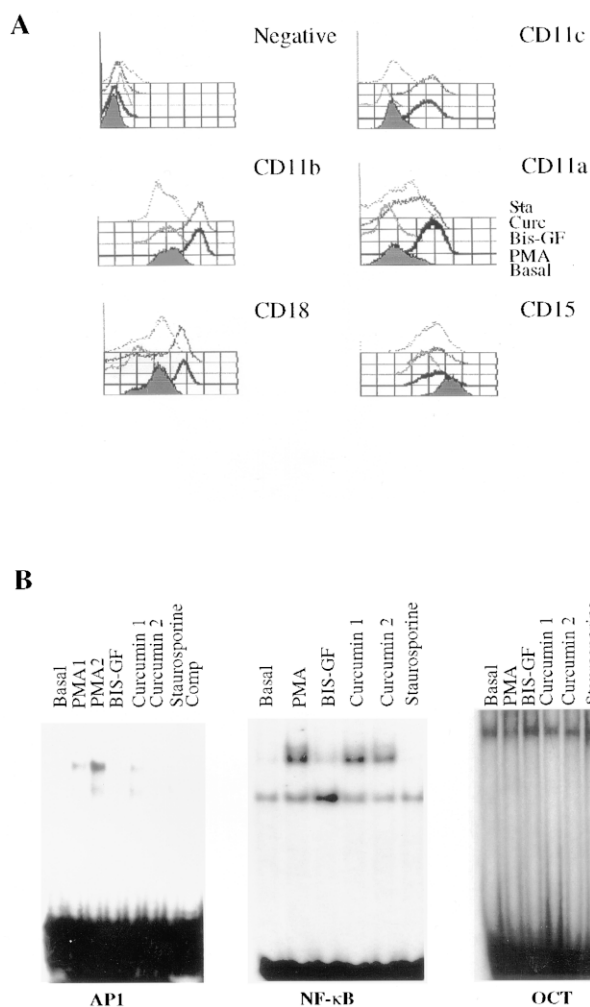 A
Negative
CD11c
CD11b
CD11a
Sta
Curc
Bis-GF
PMA
Basal
CD18
CD15
B
Basal
PMA1
PMA2
BIS-GF
Curcumin 1
Curcumin 2
Staurosporine
Comp
Basal
PMA
BIS-GF
Curcumin 1
Curcumin 2
Staurosporine
Basal
PMA
BIS-GF
Curcumin 1
Curcumin 2
AP1
NF-κB
OCT